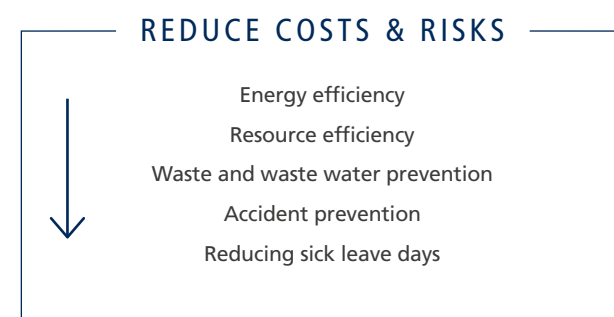 REDUCE COSTS & RISKS
Energy efficiency
Resource efficiency
Waste and waste water prevention
Accident prevention
Reducing sick leave days